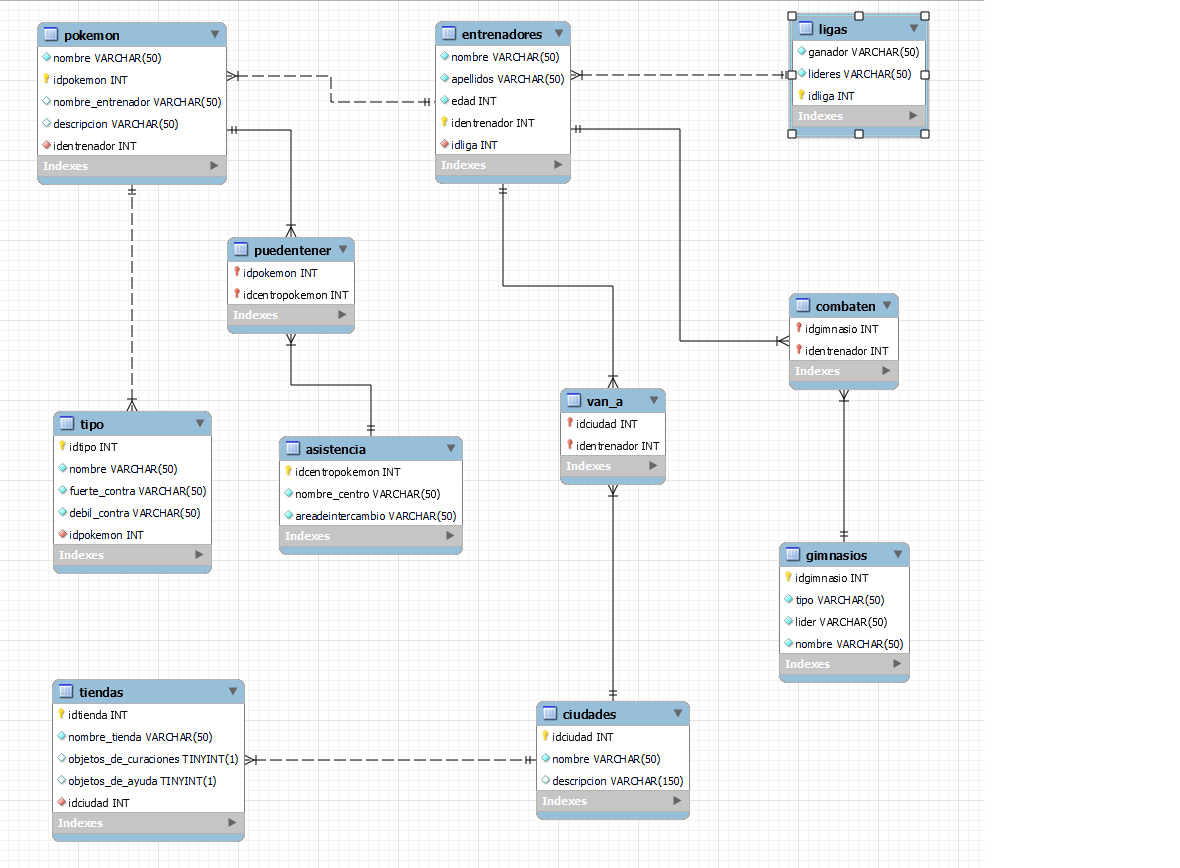 pokemon
nombre VARCHAR(50)
idpokemon INT
nombre_entrenador VARCHAR(50)
descripcion VARCHAR(50)
identrenador INT
Indexes
entrenadores
nombre VARCHAR(50)
apellidos VARCHAR(50)
edad INT
identrenador INT
idliga INT
Indexes
ligas
ganador VARCHAR(50)
lideres VARCHAR(50)
idliga INT
Indexes
puedentener
idpokemon INT
idcentropokemon INT
Indexes
combaten
idgimnasio INT
identrenador INT
Indexes
tipo
idtipo INT
nombre VARCHAR(50)
fuerte_contra VARCHAR(50)
debil_contra VARCHAR(50)
idpokemon INT
Indexes
asistencia
idcentropokemon INT
nombre_centro VARCHAR(50)
areadeintercambio VARCHAR(50)
Indexes
van_a
idciudad INT
identrenador INT
Indexes
gimnasios
idgimnasio INT
tipo VARCHAR(50)
lider VARCHAR(50)
nombre VARCHAR(50)
Indexes
tiendas
idtienda INT
nombre_tienda VARCHAR(50)
objetos_de_curaciones TINYINT(1)
objetos_de_ayuda TINYINT(1)
idciudad INT
Indexes
ciudades
idciudad INT
nombre VARCHAR(50)
descripcion VARCHAR(150)
Indexes